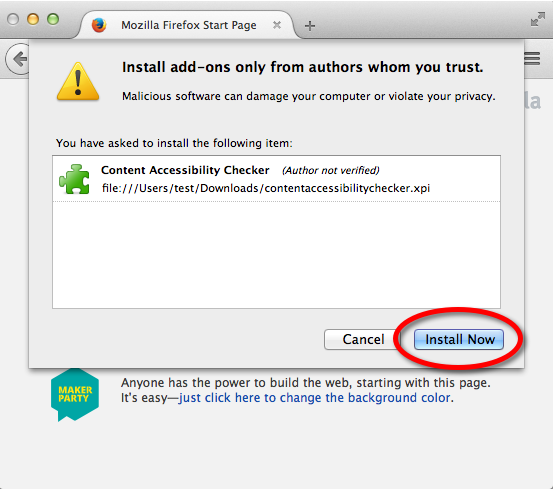 Mozilla Firefox Start Page
Install add-ons only from authors whom you trust.
Malicious software can damage your computer or violate your privacy.
You have asked to install the following item:
Content Accessibility Checker (Author not verified)
file:///Users/test/Downloads/contentaccessibilitychecker.xpi
Cancel Install Now
MAKER
PARTY
Anyone has the power to build the web, starting with this page.
It's easy—just click here to change the background color.